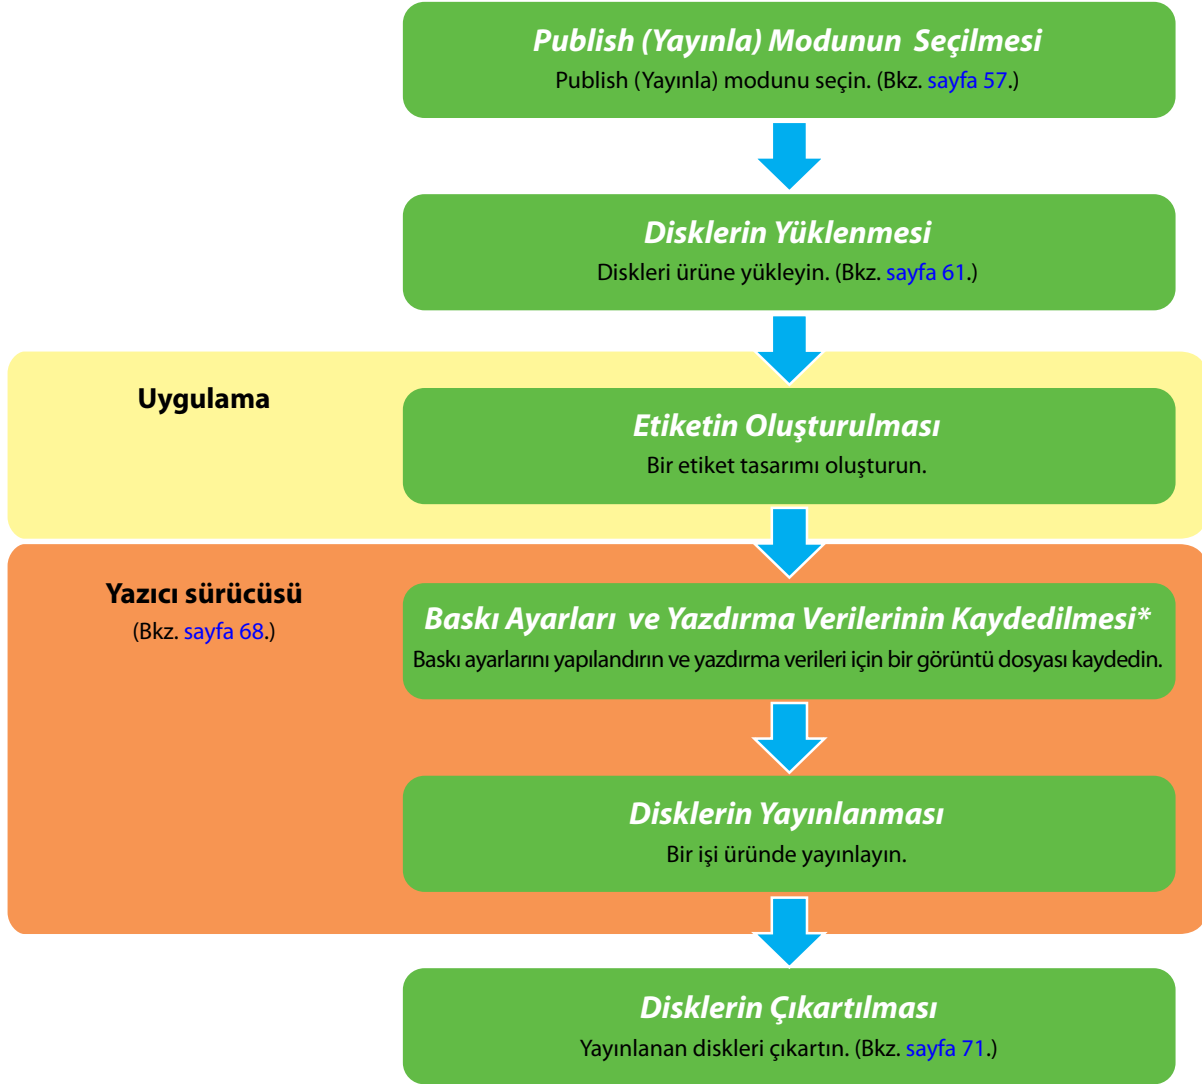 Publish (Yayınla) Modunun Seçilmesi
Publish (Yayınla) modunu seçin. (Bkz. sayfa 57.)
Disklerin Yüklenmesi
Diskleri ürüne yükleyin. (Bkz. sayfa 61.)
Uygulama
Etiketin Oluşturulması
Bir etiket tasarımı oluşturun.
Yazıcı sürücüsü
(Bkz. sayfa 68.)
Baskı Ayarları ve Yazdırma Verilerinin Kaydedilmesi*
Baskı ayarlarını yapılandırın ve yazdırma verileri için bir görüntü dosyası kaydedin.
Disklerin Yayınlanması
Bir işi üründe yayınlayın.
Disklerin Çıkartılması
Yayınlanan diskleri çıkartın. (Bkz. sayfa 71.)